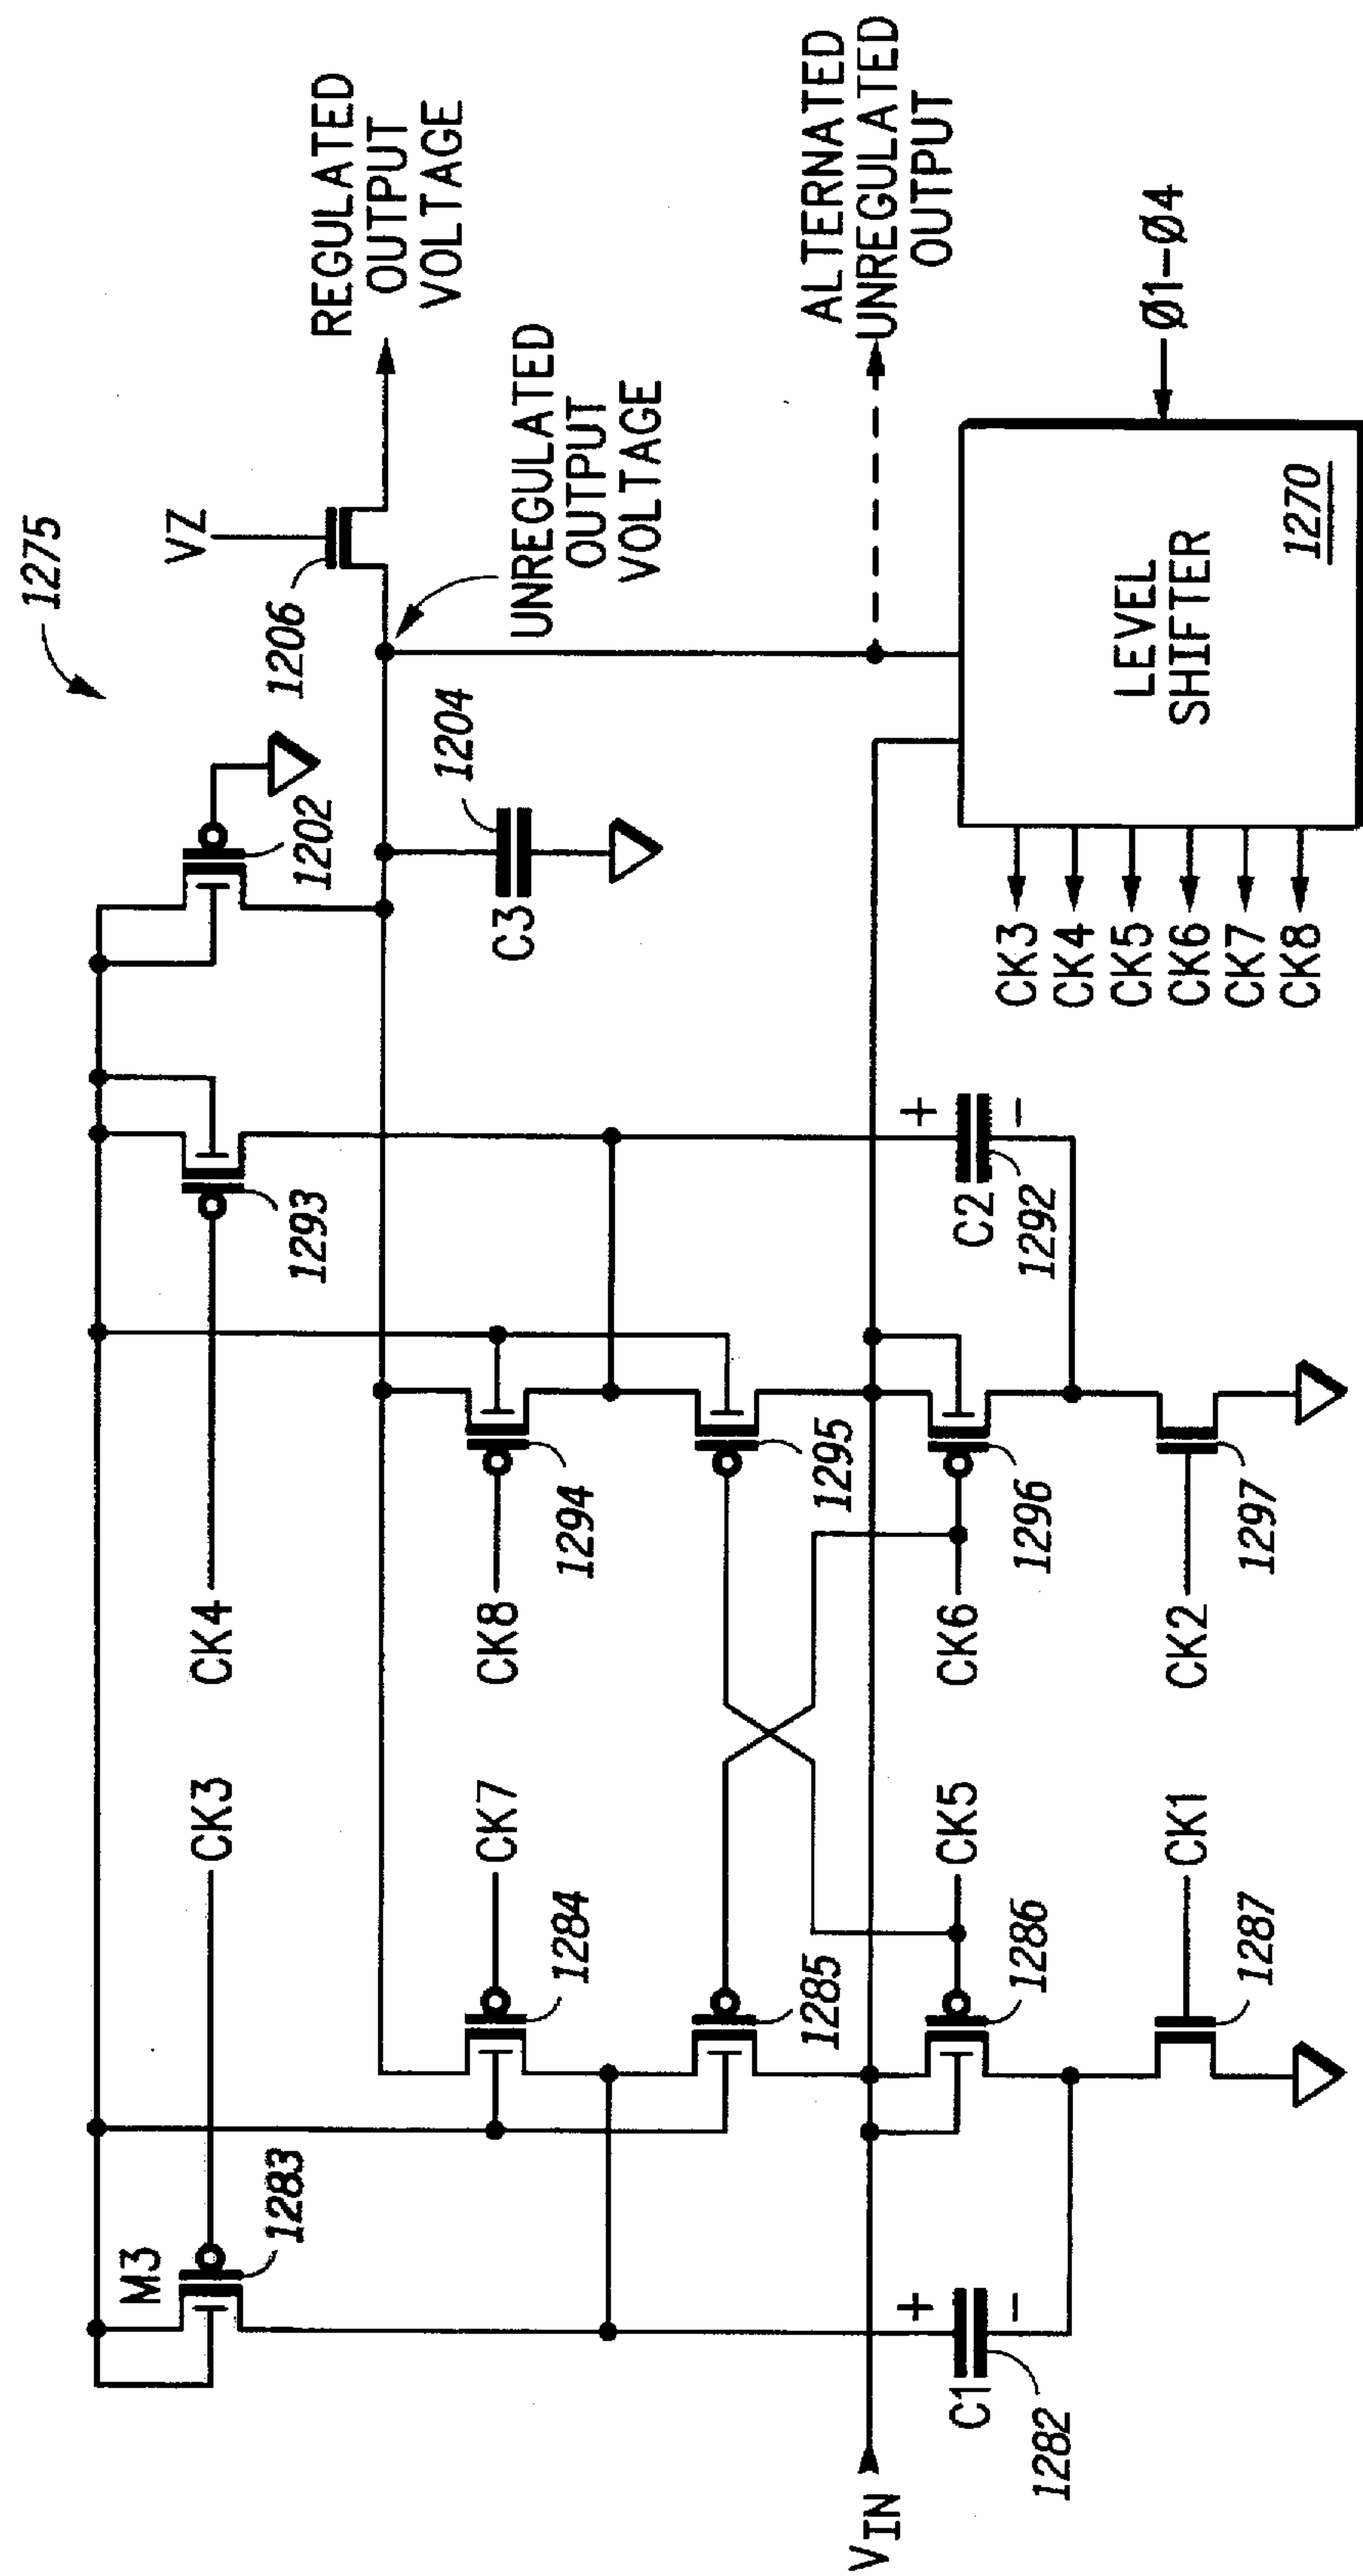 1275
VZ
1206
REGULATED
OUTPUT
VOLTAGE
UNREGULATED
OUTPUT
VOLTAGE
1202
1204
C3
ALTERNATED
UNREGULATED
OUTPUT
M3
1283
CK3
CK4
1293
CK7
1284
CK8
1294
1285
1295
CK5
1286
CK6
1296
CK1
1287
CK2
1297
VIN
C1
+
-
1282
C2
+
-
1292
CK3
CK4
CK5
CK6
CK7
CK8
LEVEL
SHIFTER
1270
Ø1-Ø4